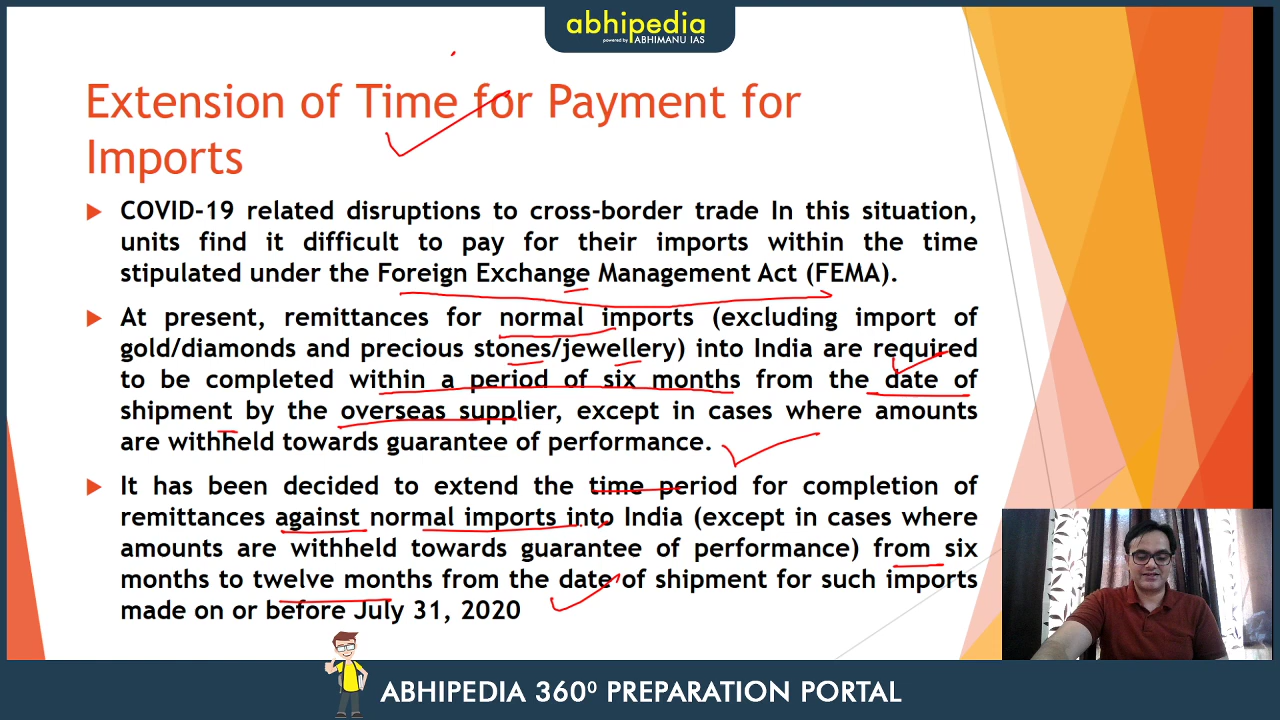 abhipedia
powered by ABHIMANU IAS
Extension of Time for Payment for
Imports
COVID-19 related disruptions to cross-border trade In this situation,
units find it difficult to pay for their imports within the time
stipulated under the Foreign Exchange Management Act (FEMA).
At present, remittances for normal imports (excluding import of
gold/diamonds and precious stones/jewellery) into India are required
to be completed within a period of six months from the date of
shipment by the overseas supplier, except in cases where amounts
are withheld towards guarantee of performance.
It has been decided to extend the time period for completion of
remittances against normal imports into India (except in cases where
amounts are withheld towards guarantee of performance) from six
months to twelve months from the date of shipment for such imports
made on or before July 31, 2020
ABHIPEDIA 360⁰ PREPARATION PORTAL